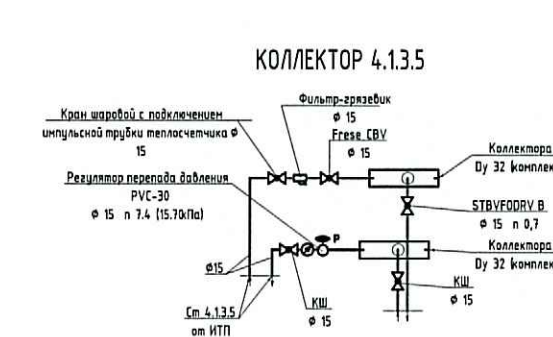 КОЛЛЕКТОР 4.1.3.5
Фильтр-грязевик
ϕ 15
Кран шаровой с подключением
импульсной трубки теплосчетчика ϕ
15
Frese CBV
ϕ 15
Коллектора
Dy 32 (комплек
Регулятор перепада давления
PVC-30
ϕ 15 n 7.4 (15.70кПа)
STBVFODRV B.
ϕ 15 n 0,7
P
Коллектора
Dy 32 (комплек
ϕ15
КШ
ϕ 15
КШ
ϕ 15
Ст 4.1.3.5
от ИТП